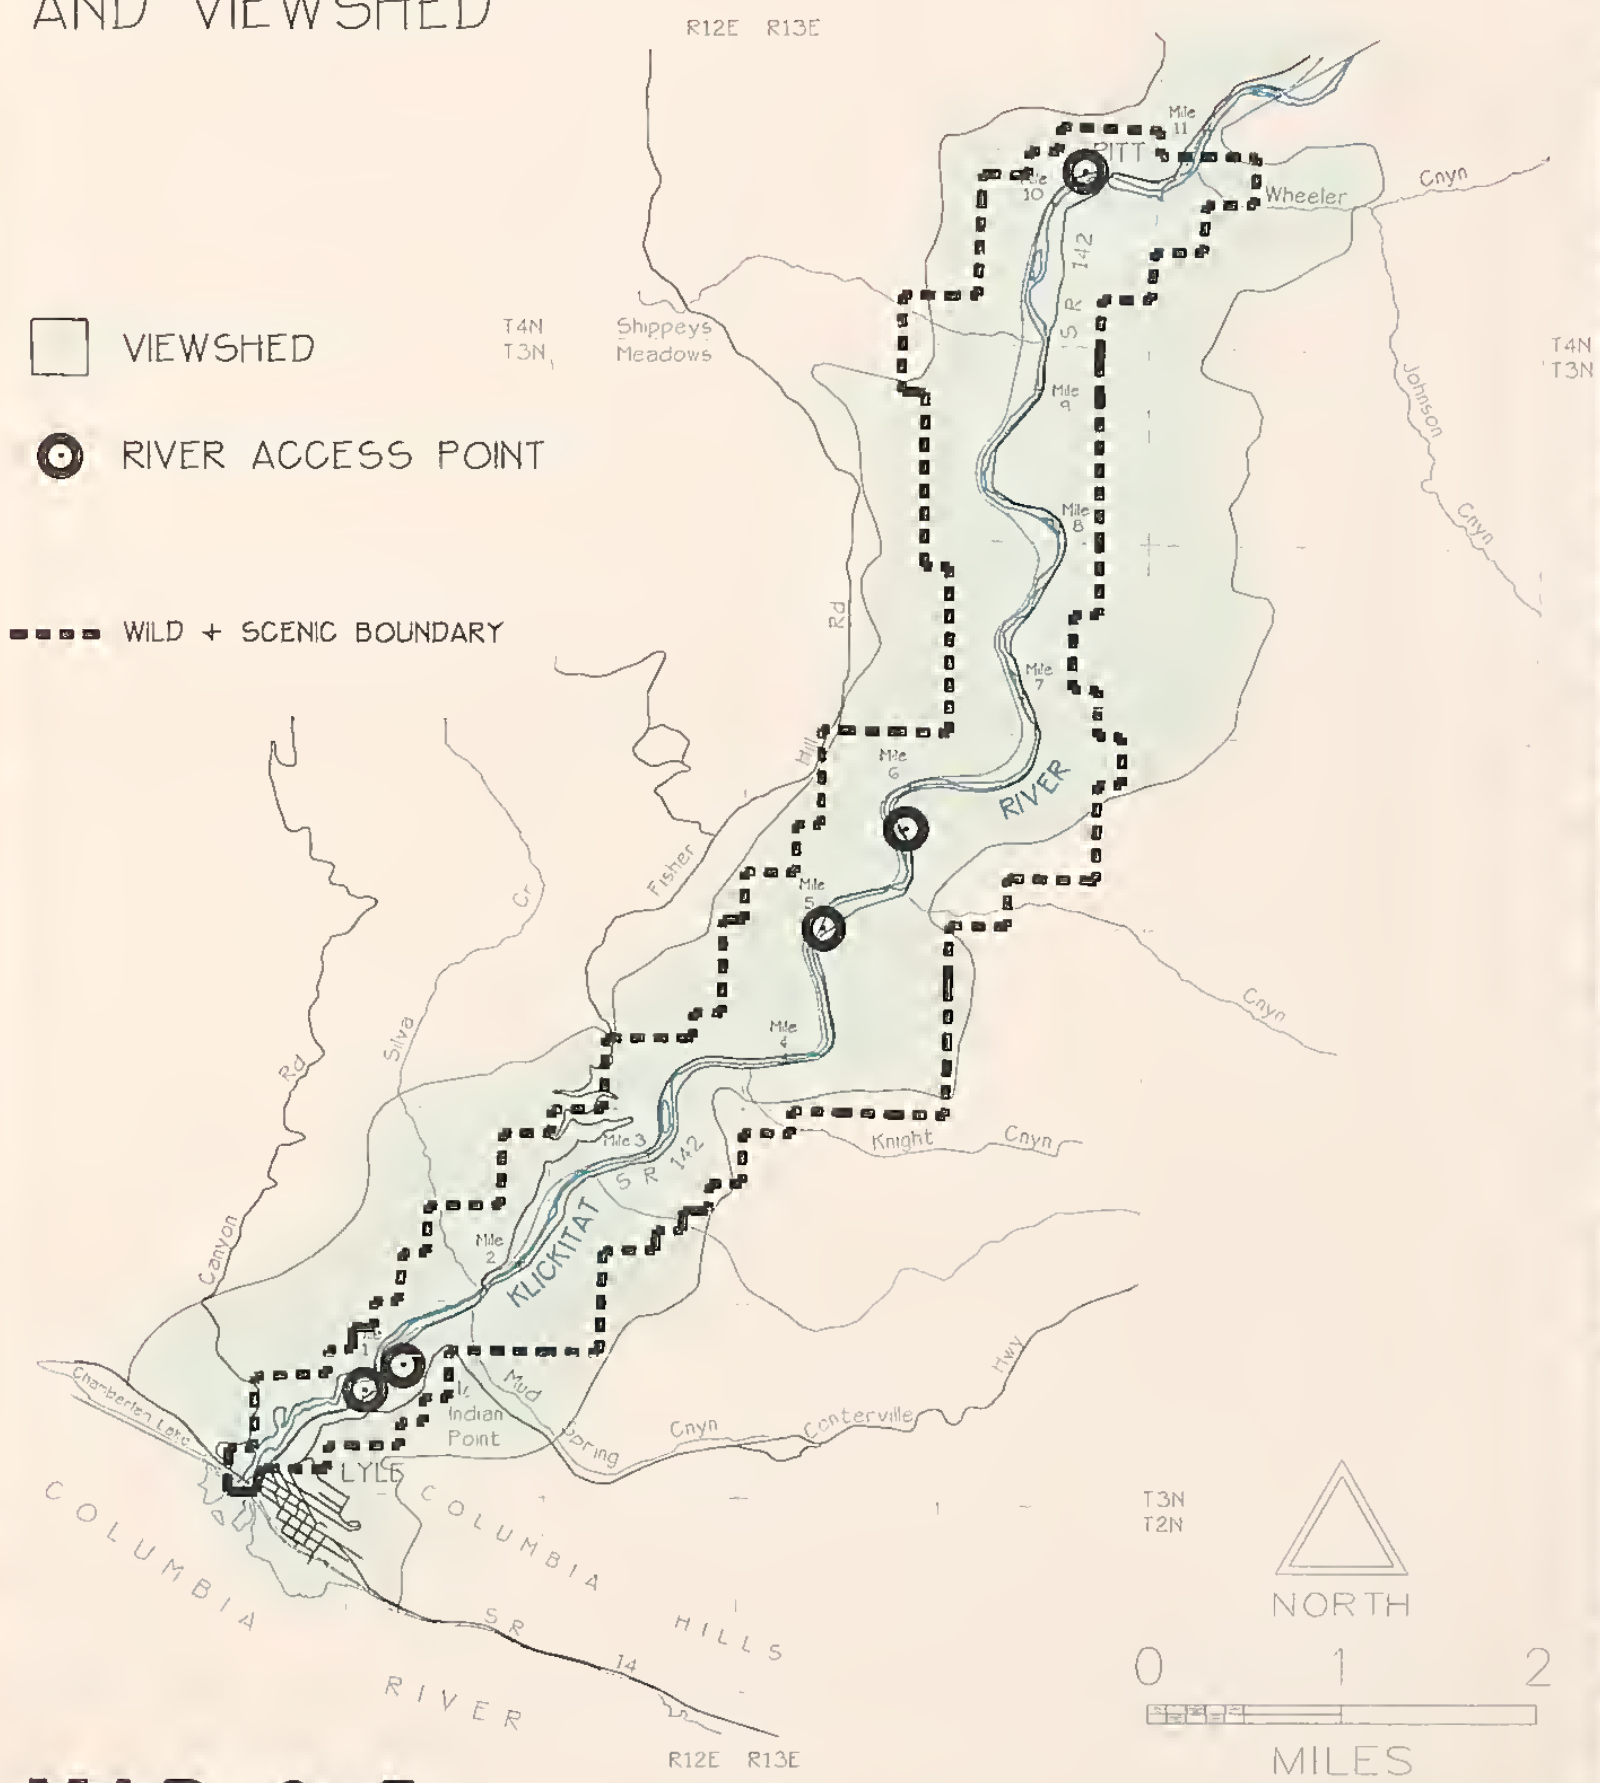 AND VIEWSHED
R12E R13E
Mile
11
PITT
10
Wheeler
Cnyn
142
S R
VIEWSHED
T4N
T3N
Shippeys
Meadows
T4N
T3N
Mile
9
Johnson
Cnyn
RIVER ACCESS POINT
Mile
8
WILD + SCENIC BOUNDARY
Rd
Mile
7
Hill
Mile
6
RIVER
Fisher
Mile
5
Cr
Silva
Cnyn
Mile
4
Rd
Mile 3
S R 142
Knight Cnyn
Canyon
Mile
2
KLICKITAT
1
Hwy
Chamberlen Lake
Mud
Spring
Cnyn
Centerville
Indian
Point
LYLE
COLUMBIA
RIVER
COLUMBIA
HILLS
S R
14
T3N
T2N
NORTH
0 1 2
MILES
R12E R13E